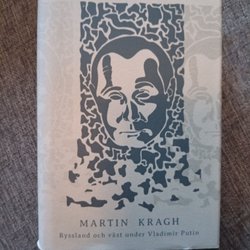 MARTIN KRAGH
Ryssland och väst under Vladimir Putin